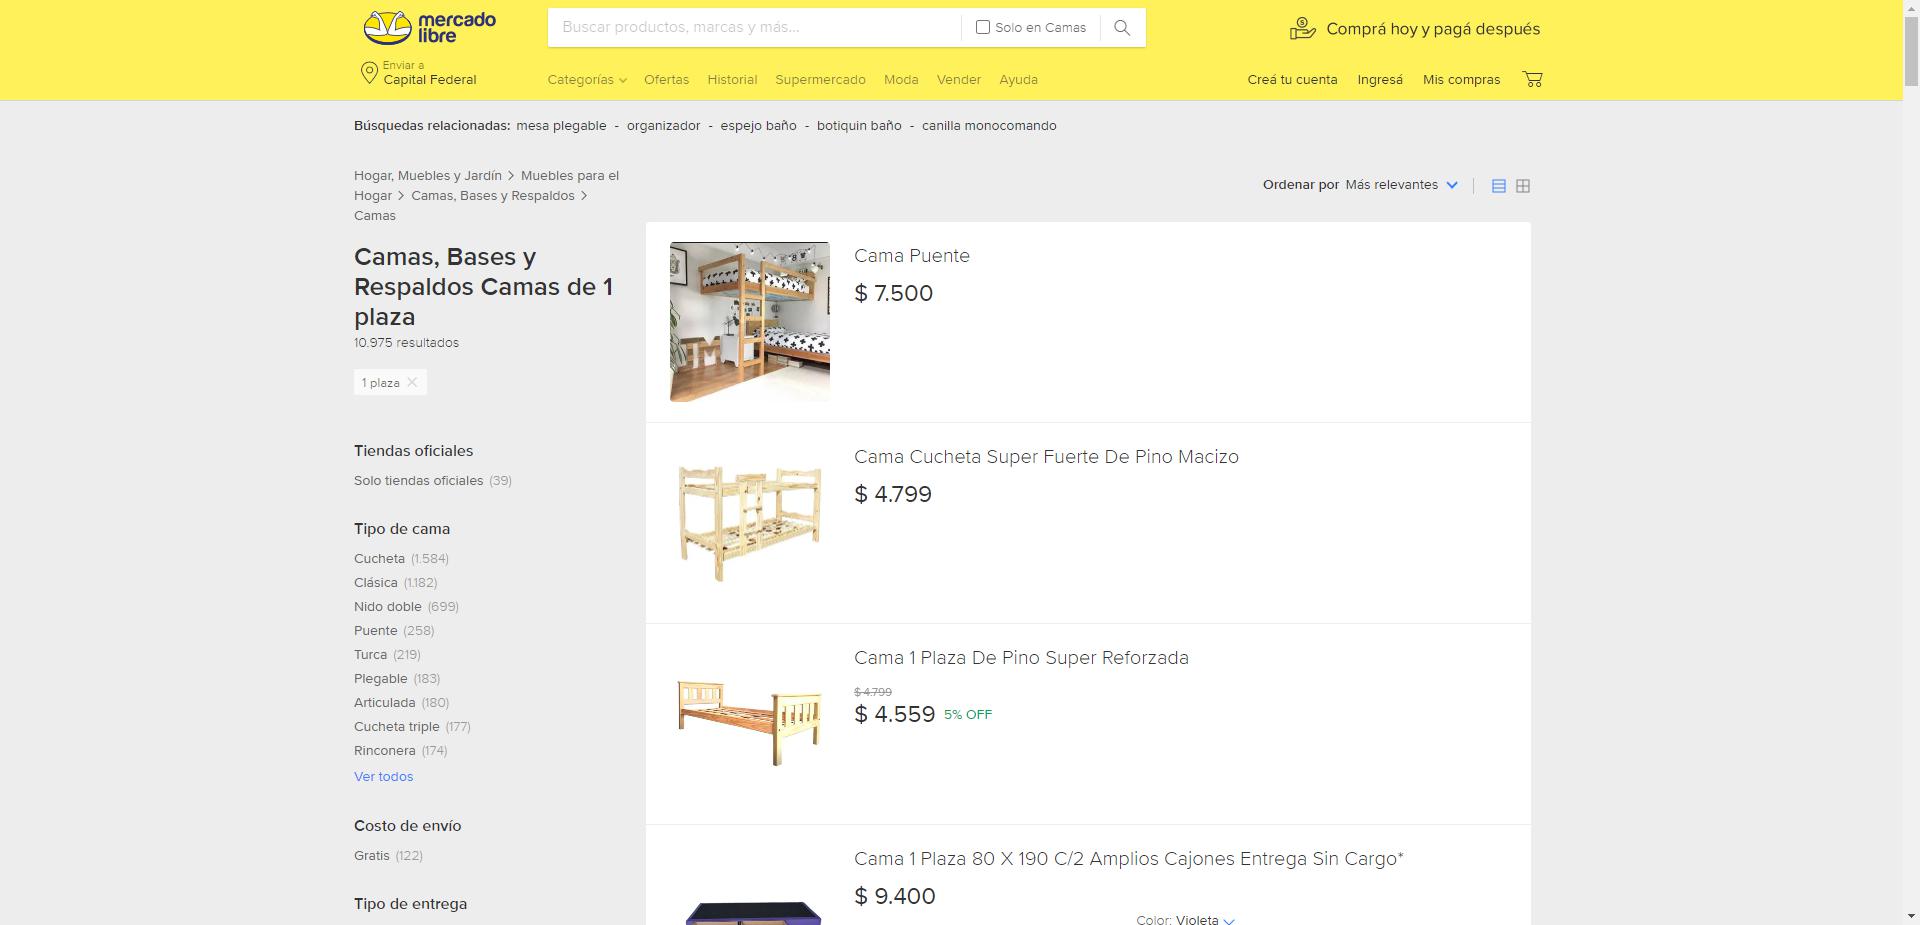 mercado
libre
Buscar productos, marcas y más...
Solo en Camas
Comprá hoy y pagá después
Enviar a
Capital Federal
Categorías
Ofertas
Historial
Supermercado
Moda
Vender
Ayuda
Creá tu cuenta
Ingresá
Mis compras
Búsquedas relacionadas: mesa plegable - organizador - espejo baño - botiquin baño - canilla monocomando
Hogar, Muebles y Jardín > Muebles para el
Hogar > Camas, Bases y Respaldos >
Camas
Camas, Bases y
Respaldos Camas de 1
plaza
10.975 resultados
1 plaza
Tiendas oficiales
Solo tiendas oficiales (39)
Tipo de cama
Cucheta (1.584)
Clásica (1.182)
Nido doble (699)
Puente (258)
Turca (219)
Plegable (183)
Articulada (180)
Cucheta triple (177)
Rinconera (174)
Ver todos
Costo de envío
Gratis (122)
Tipo de entrega
Ordenar por Más relevantes
Cama Puente
$ 7.500
Cama Cucheta Super Fuerte De Pino Macizo
$ 4.799
Cama 1 Plaza De Pino Super Reforzada
$ 4.799
$ 4.559 5% OFF
Cama 1 Plaza 80 X 190 C/2 Amplios Cajones Entrega Sin Cargo*
$ 9.400
Color: Violeta